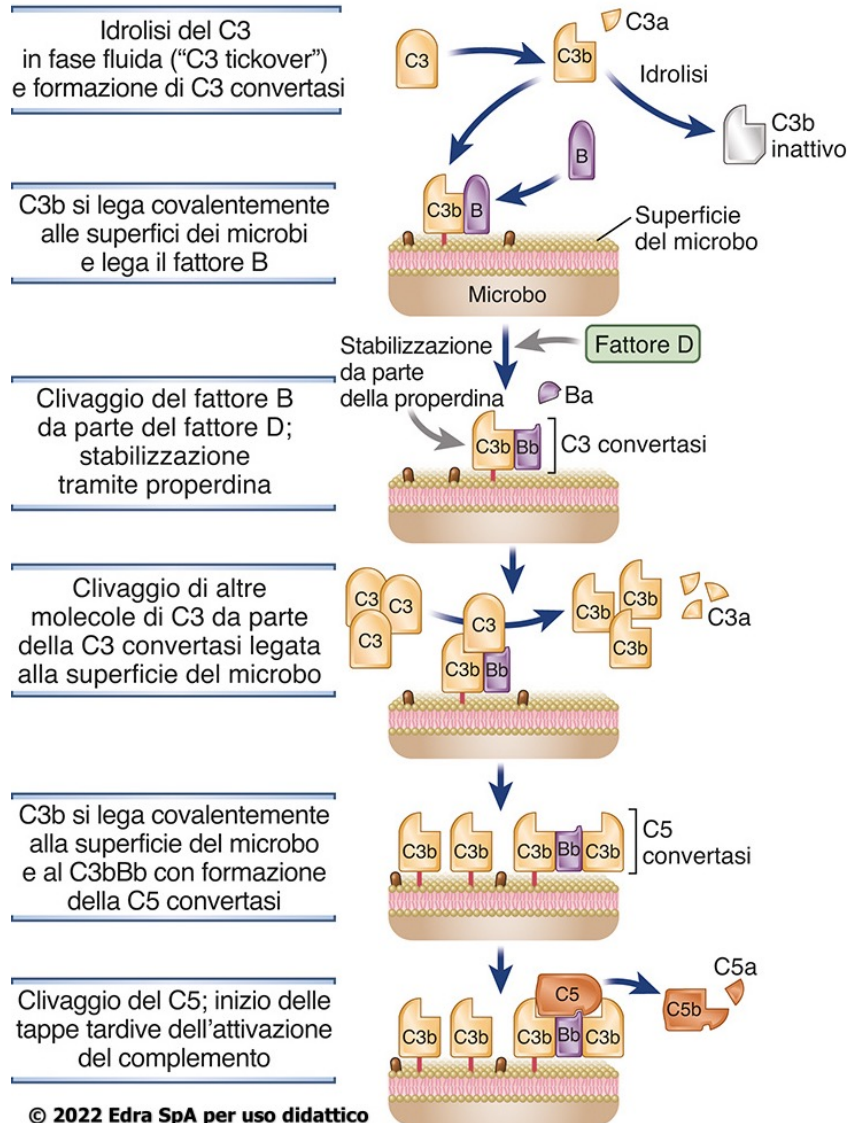 Idrolisi del C3
in fase fluida (“C3 tickover”)
e formazione di C3 convertasi
C3
C3b
C3a
Idrolisi
C3b
inattivo
B
C3b si lega covalentemente
alle superfici dei microbi
e lega il fattore B
C3b
B
Superficie
del microbo
Microbo
Stabilizzazione
da parte
della properdina
Fattore D
Ba
Clivaggio del fattore B
da parte del fattore D;
stabilizzazione
tramite properdina
C3b
Bb
C3 convertasi
Clivaggio di altre
molecole di C3 da parte
della C3 convertasi legata
alla superficie del microbo
C3
C3
C3
C3
C3b
Bb
C3b
C3b
C3b
C3a
C3b si lega covalentemente
alla superficie del microbo
e al C3bBb con formazione
della C5 convertasi
C3b
C3b
C3b
Bb
C3b
C5
convertasi
Clivaggio del C5; inizio delle
tappe tardive dell’attivazione
del complemento
C3b
C3b
C3b
Bb
C3b
C5
C5b
C5a
© 2022 Edra SpA per uso didattico